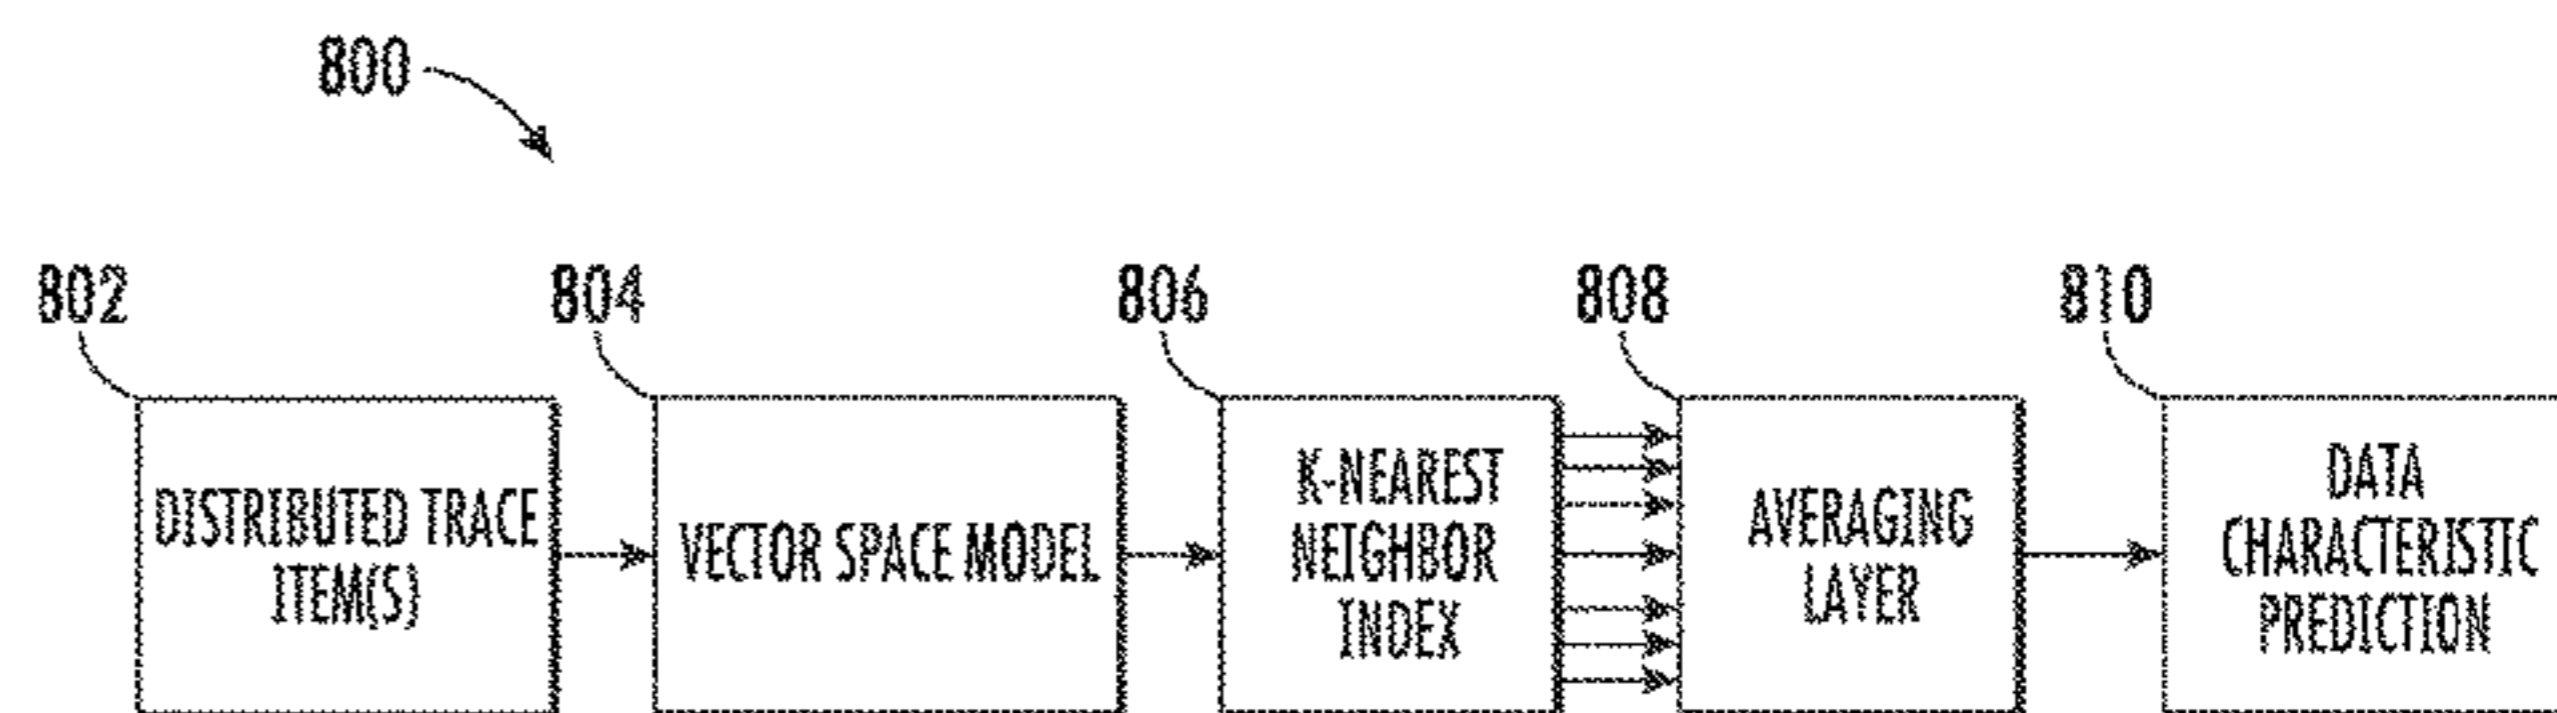 800
802
804
806
808
810
DISTRIBUTED TRACE
ITEM(S)
VECTOR SPACE MODEL
K-NEAREST
NEIGHBOR
INDEX
AVERAGING
LAYER
DATA
CHARACTERISTIC
PREDICTION